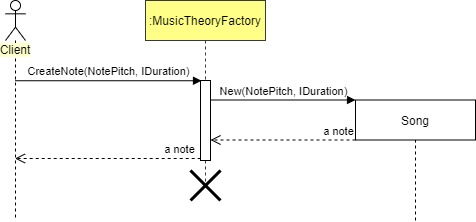 :MusicTheoryFactory
Client
CreateNote(NotePitch, IDuration)
New(NotePitch, IDuration)
Song
a note
a note